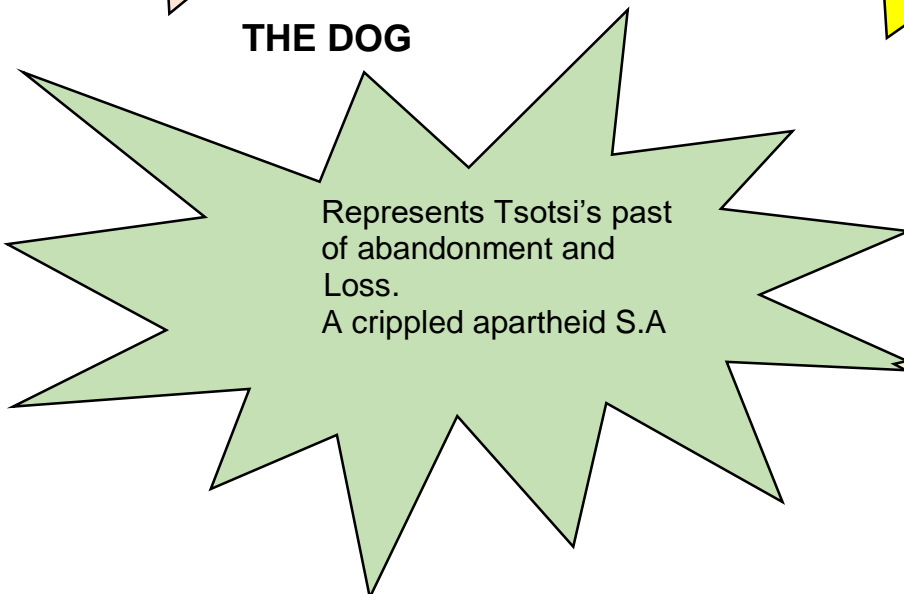 THE DOG
Represents Tsotsi’s past
of abandonment and
Loss.
A crippled apartheid S.A